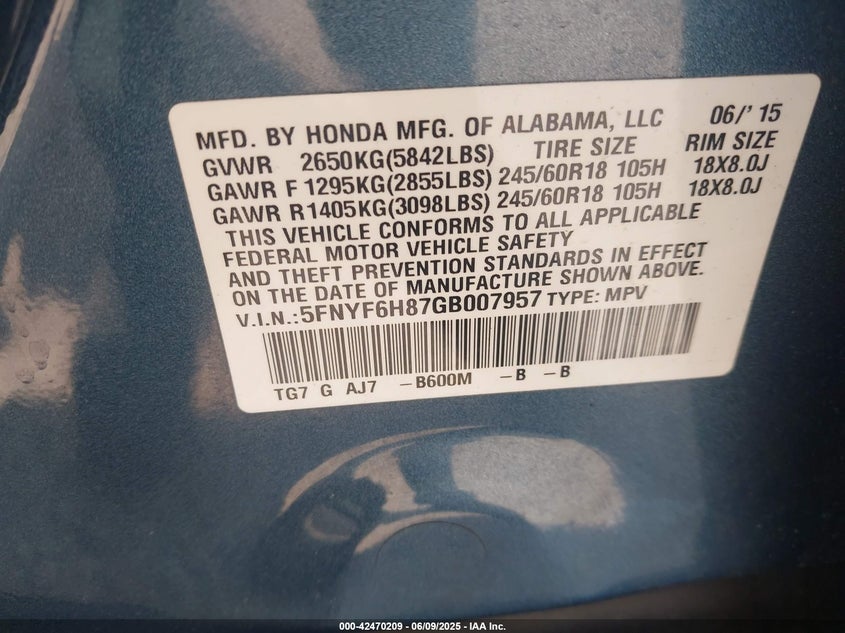 MFD. BY HONDA MFG. OF ALABAMA, LLC 06/' 15
GVWR 2650KG(5842LBS) TIRE SIZE RIM SIZE
GAWR F 1295KG(2855LBS) 245/60R18 105H 18X8.0J
GAWR R1405KG(3098LBS) 245/60R18 105H 18X8.0J
THIS VEHICLE CONFORMS TO ALL APPLICABLE
FEDERAL MOTOR VEHICLE SAFETY
AND THEFT PREVENTION STANDARDS IN EFFECT
ON THE DATE OF MANUFACTURE SHOWN ABOVE.
V.I.N.:5FNYF6H87GB007957 TYPE: MPV
TG7 G AJ7 –B600M –B –B
000-42470209 - 06/09/2025 - IAA Inc.